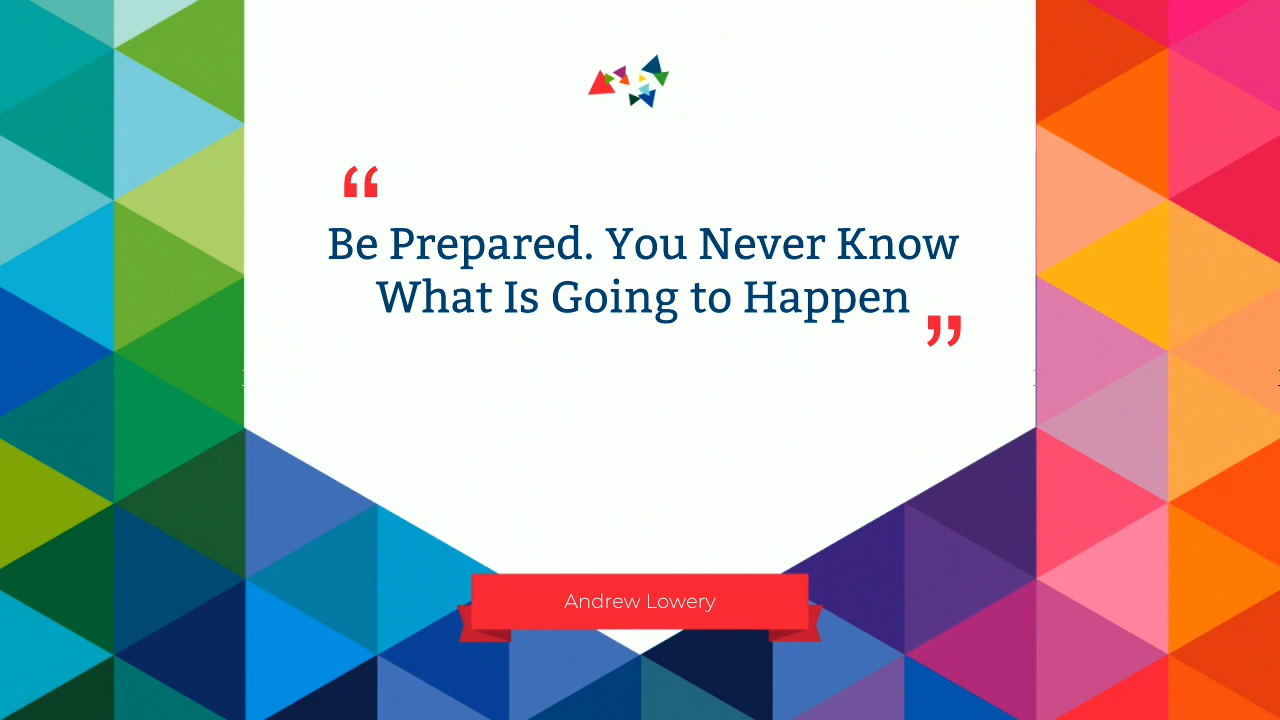 “
Be Prepared. You Never Know
What Is Going to Happen
”
Andrew Lowery